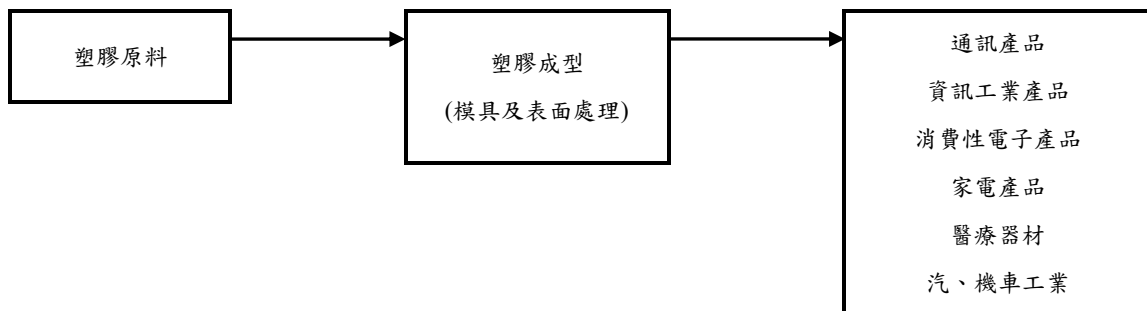 塑膠原料
塑膠成型
(模具及表面處理)
通訊產品
資訊工業產品
消費性電子產品
家電產品
醫療器材
汽、機車工業